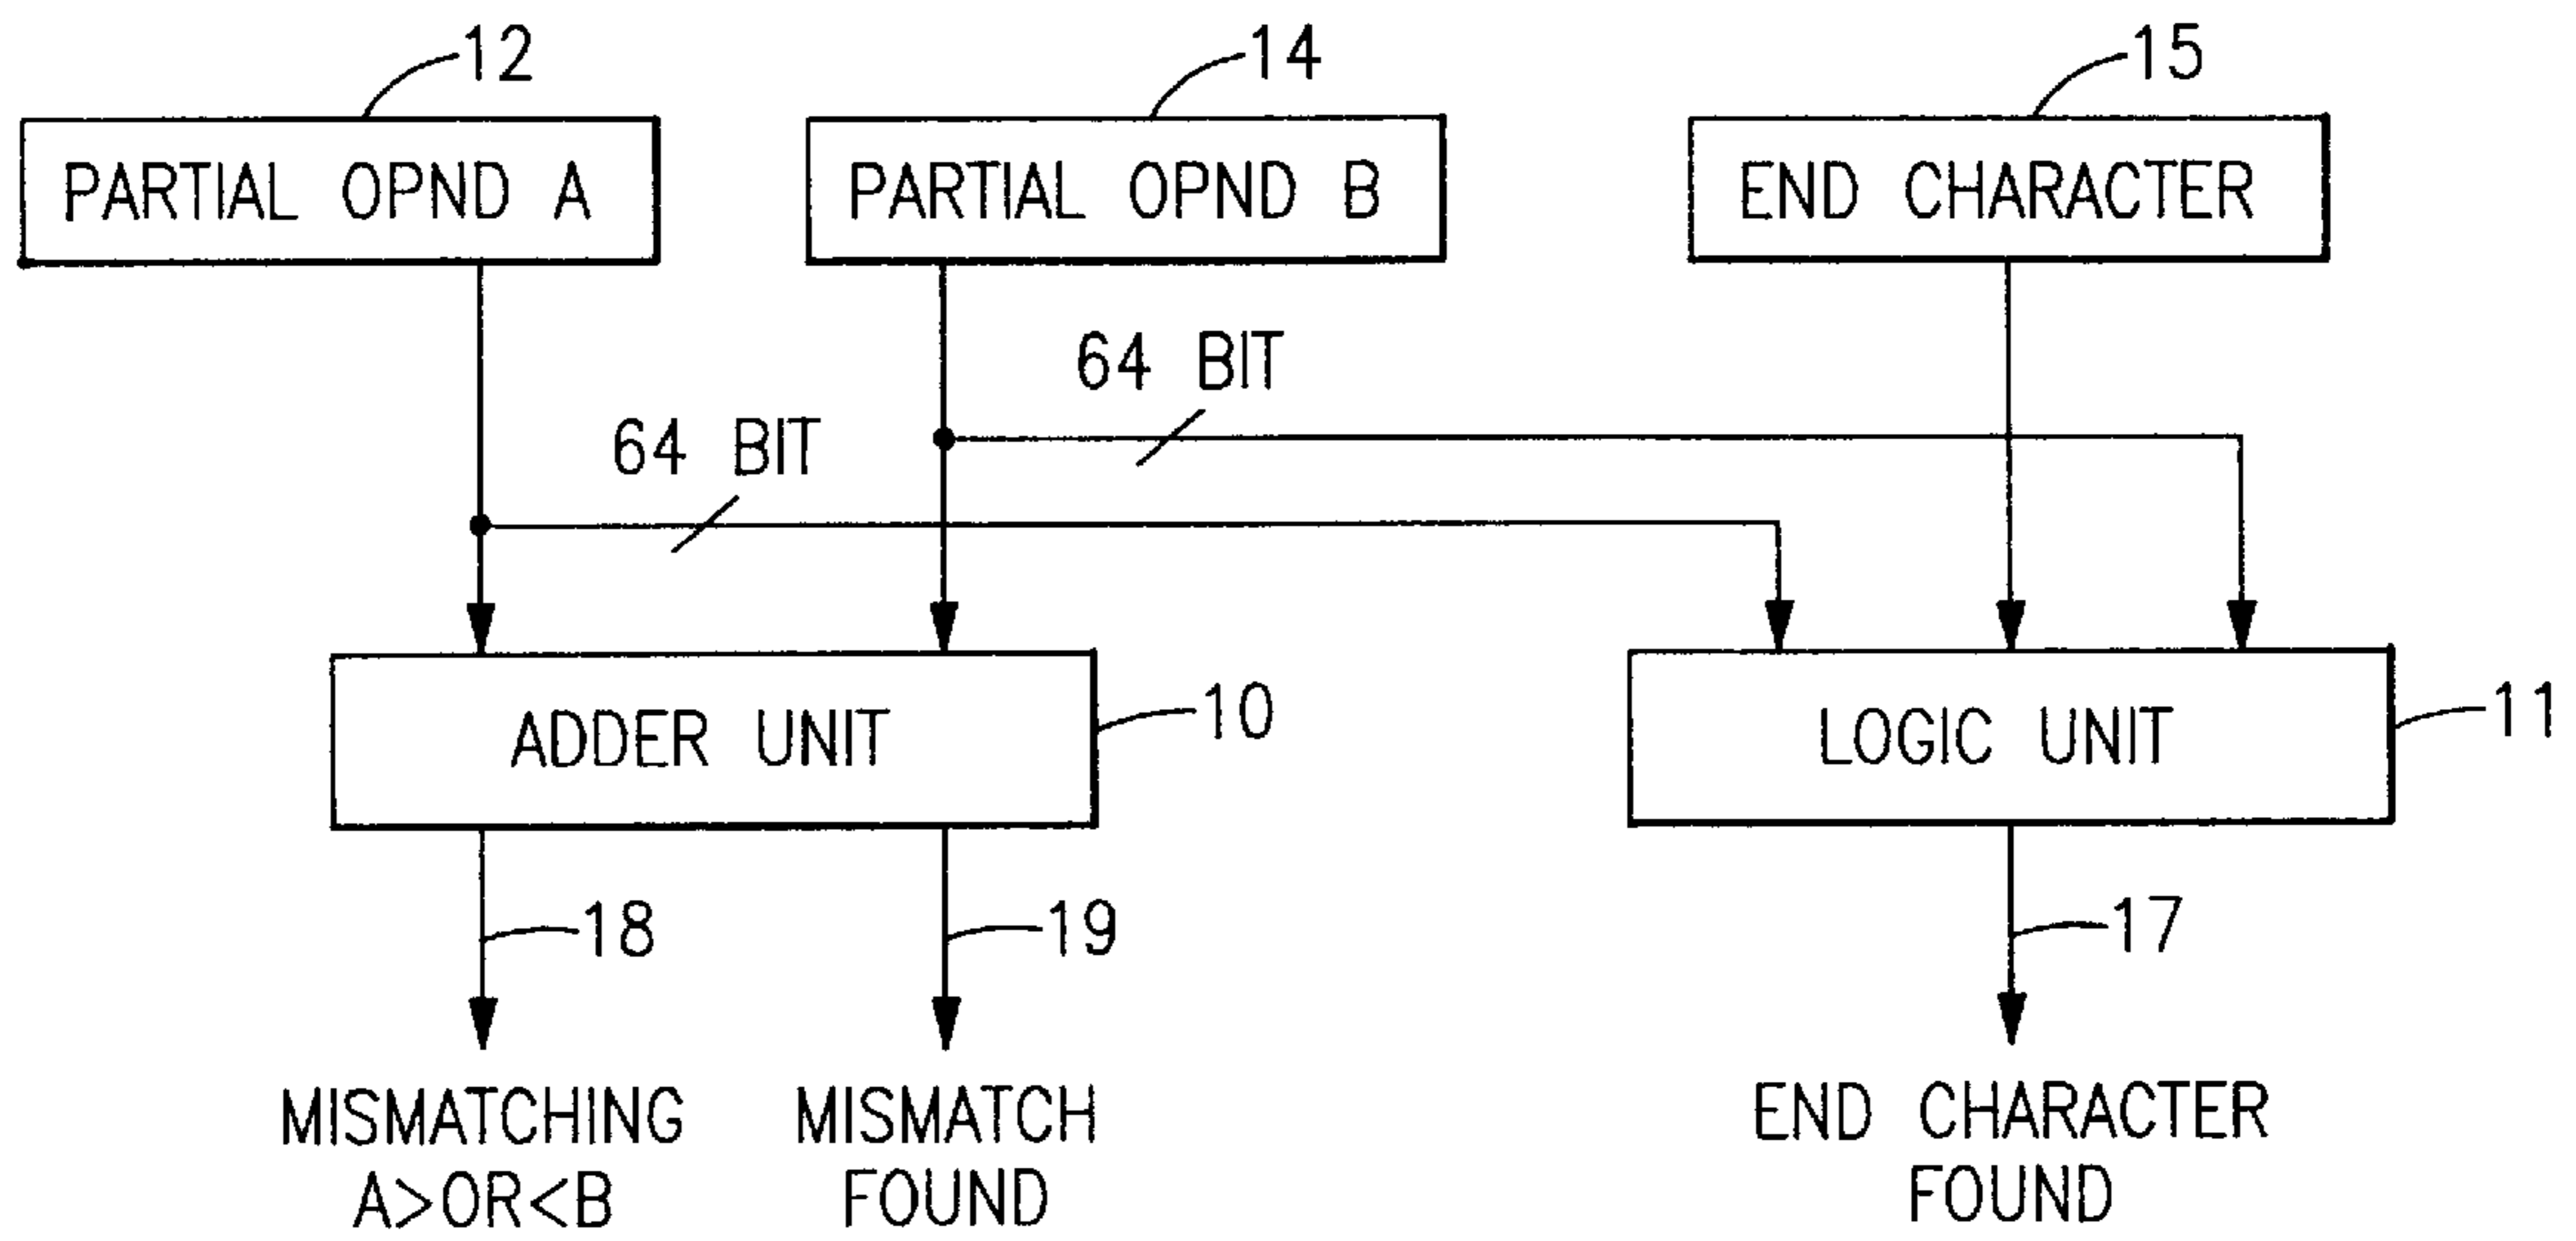 12
14
15
PARTIAL OPND A
PARTIAL OPND B
END CHARACTER
64 BIT
64 BIT
ADDER UNIT
10
LOGIC UNIT
11
18
19
17
MISMATCHING
A>OR<B
MISMATCH
FOUND
END CHARACTER
FOUND